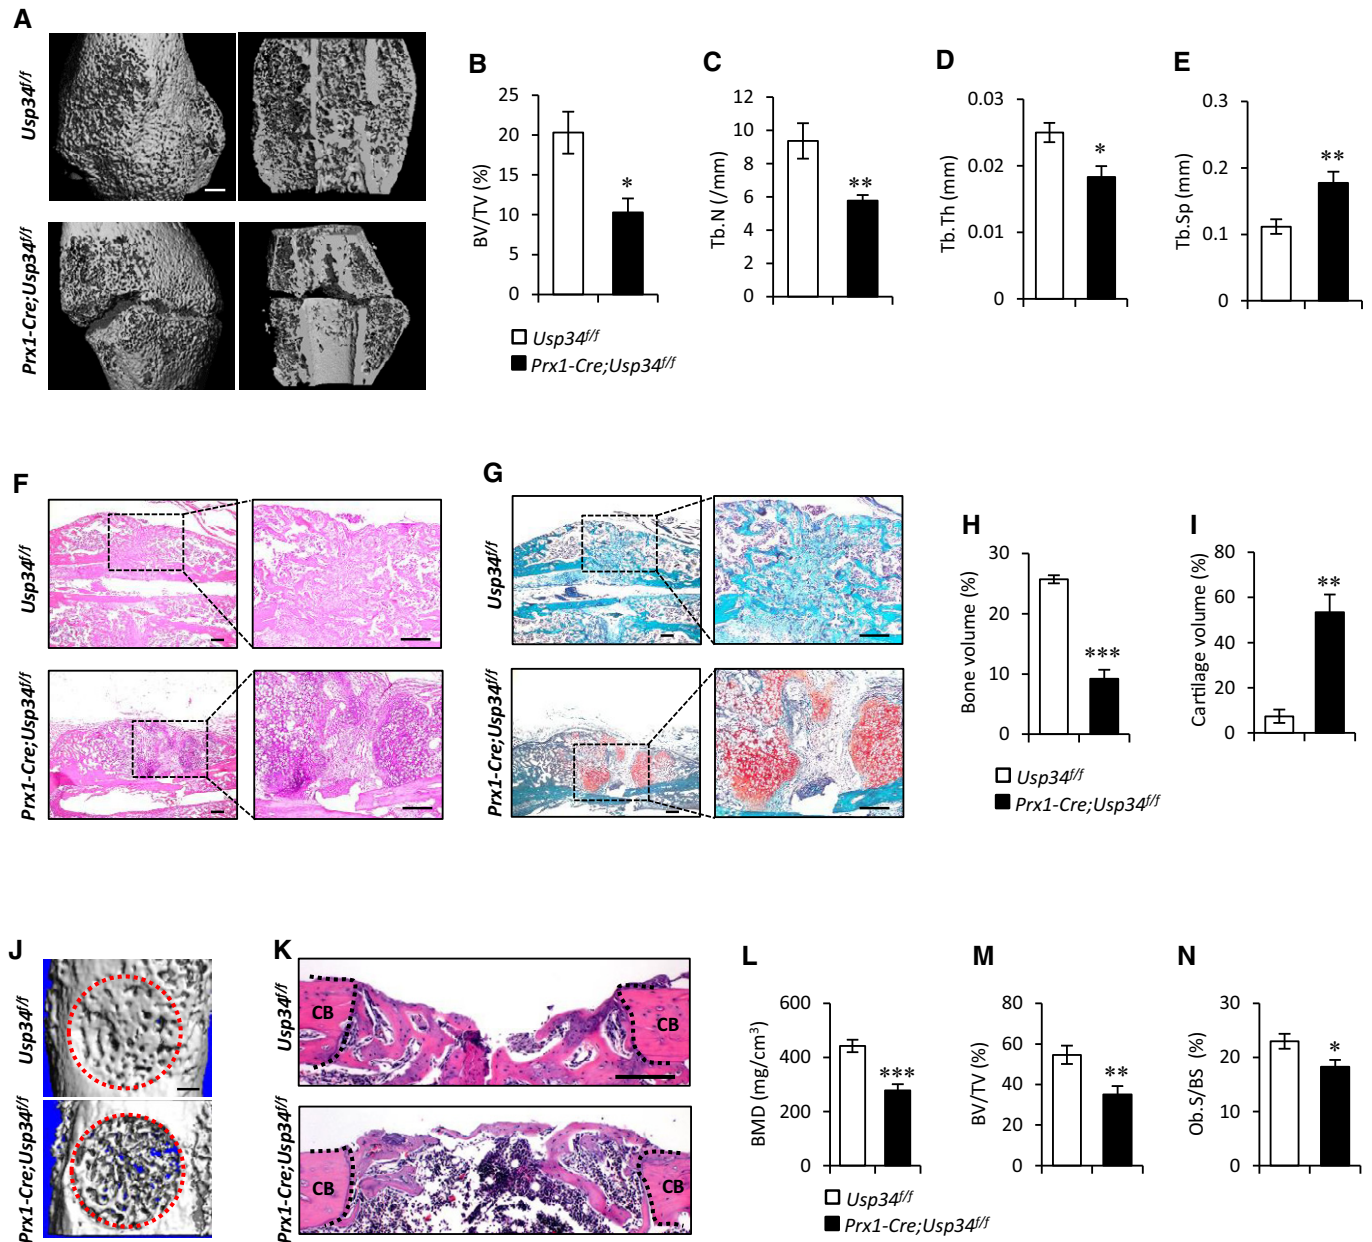 A
Usp34f/f
Prx1-Cre;Usp34f/f
B
BV/TV (%)
25
20
15
10
5
0
*
C
Tb.N (/mm)
12
10
8
6
4
2
0
**
D
Tb.Th (mm)
0.03
0.02
0.01
0
*
E
Tb.Sp (mm)
0.3
0.2
0.1
0
**
Usp34f/f
Prx1-Cre;Usp34f/f
F
Usp34f/f
Prx1-Cre;Usp34f/f
G
Usp34f/f
Prx1-Cre;Usp34f/f
H
Bone volume (%)
30
20
10
0
***
I
Cartilage volume (%)
80
60
40
20
0
**
Usp34f/f
Prx1-Cre;Usp34f/f
J
Usp34f/f
Prx1-Cre;Usp34f/f
K
Usp34f/f
CB
CB
Prx1-Cre;Usp34f/f
CB
CB
L
BMD (mg/cm³)
600
400
200
0
***
M
BV/TV (%)
80
60
40
20
0
**
N
Ob.S/BS (%)
30
20
10
0
*
Usp34f/f
Prx1-Cre;Usp34f/f